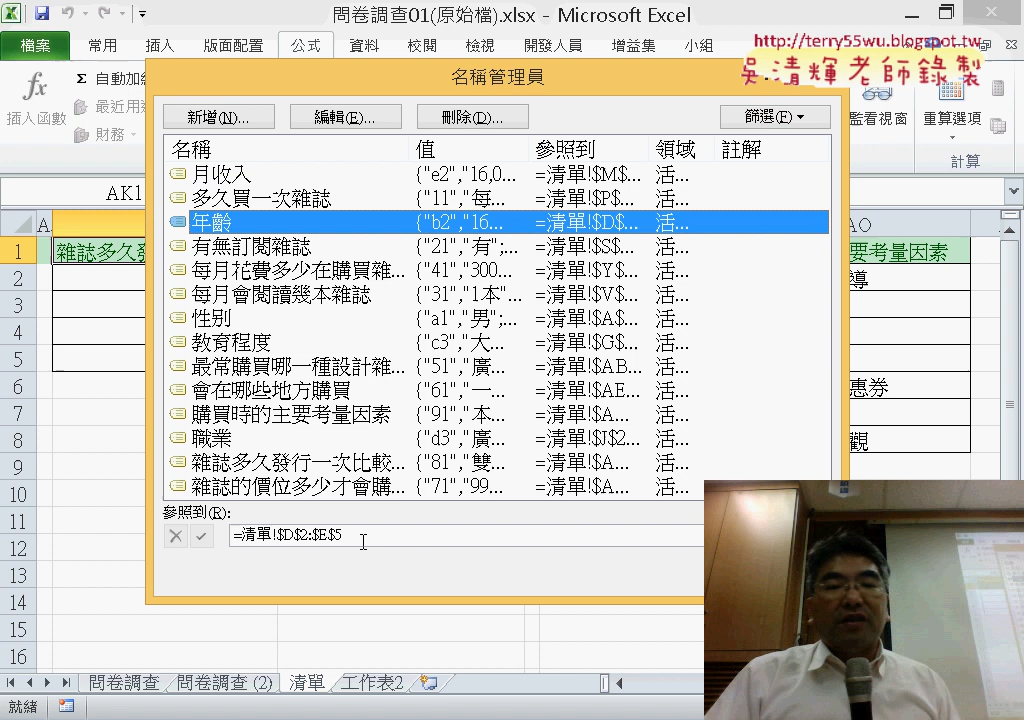 問卷調查01(原始檔).xlsx - Microsoft Excel
檔案 常用 插入 版面配置 公式 資料 校閱 檢視 開發人員 增益集 小組
http://terry55wu.blogspot.tw
吳清輝老師錄製
fx
插入函數
Σ 自動加總
最近用過
財務
監看視窗
重算選項
計算
AK1
名稱管理員
新增(N)... 編輯(E)... 刪除(D)... 篩選(F)
名稱 值 參照到 領域 註解
月收入 {"e2","16,0... =清單!$M$... 活...
多久買一次雜誌 {"11","每... =清單!$P$... 活...
年齡 {"b2","16... =清單!$D$... 活...
有無訂閱雜誌 {"21","有";... =清單!$S$... 活...
每月花費多少在購買雜... {"41","300... =清單!$Y$... 活...
每月會閱讀幾本雜誌 {"31","1本"... =清單!$V$... 活...
性別 {"a1","男";... =清單!$A$... 活...
教育程度 {"c3","大... =清單!$G$... 活...
最常購買哪一種設計雜... {"51","廣... =清單!$AB... 活...
會在哪些地方購買 {"61","一... =清單!$AE... 活...
購買時的主要考量因素 {"91","本... =清單!$A... 活...
職業 {"d3","廣... =清單!$J$2... 活...
雜誌多久發行一次比較... {"81","雙... =清單!$A... 活...
雜誌的價位多少才會購... {"71","99... =清單!$A... 活...
參照到(R):
=清單!$D$2:$E$5
A AO
1 雜誌多久發 要考量因素
2 導
3
4
5
6 惠券
7
8 觀
9
10
11
12
13
14
15
16
問卷調查 問卷調查 (2) 清單 工作表2
就緒